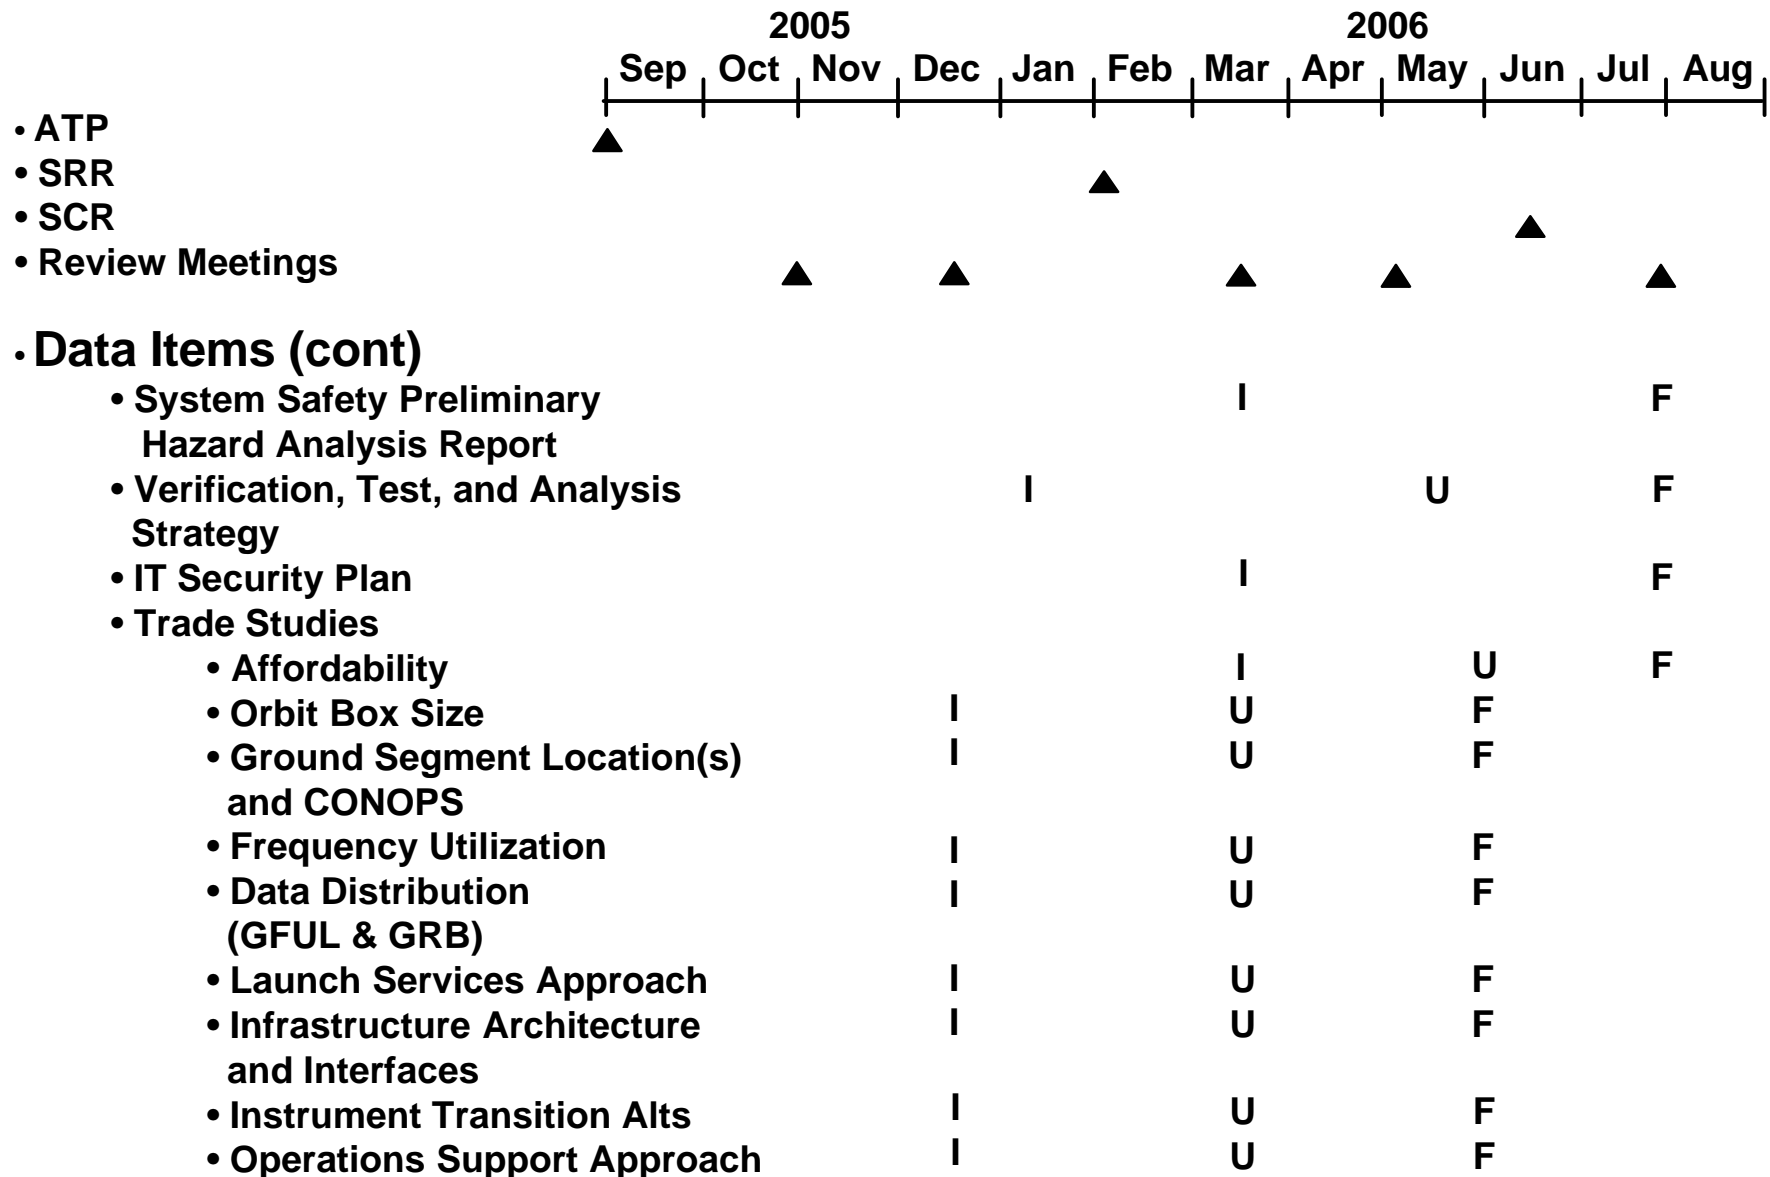 2005 2006
Sep Oct Nov Dec Jan Feb Mar Apr May Jun Jul Aug
• ATP
• SRR
• SCR
• Review Meetings
• Data Items (cont)
• System Safety Preliminary I F
Hazard Analysis Report
• Verification, Test, and Analysis I U F
Strategy
• IT Security Plan I F
• Trade Studies
• Affordability I U F
• Orbit Box Size I U F
• Ground Segment Location(s) I U F
and CONOPS
• Frequency Utilization I U F
• Data Distribution I U F
(GFUL & GRB)
• Launch Services Approach I U F
• Infrastructure Architecture I U F
and Interfaces
• Instrument Transition Alts I U F
• Operations Support Approach I U F